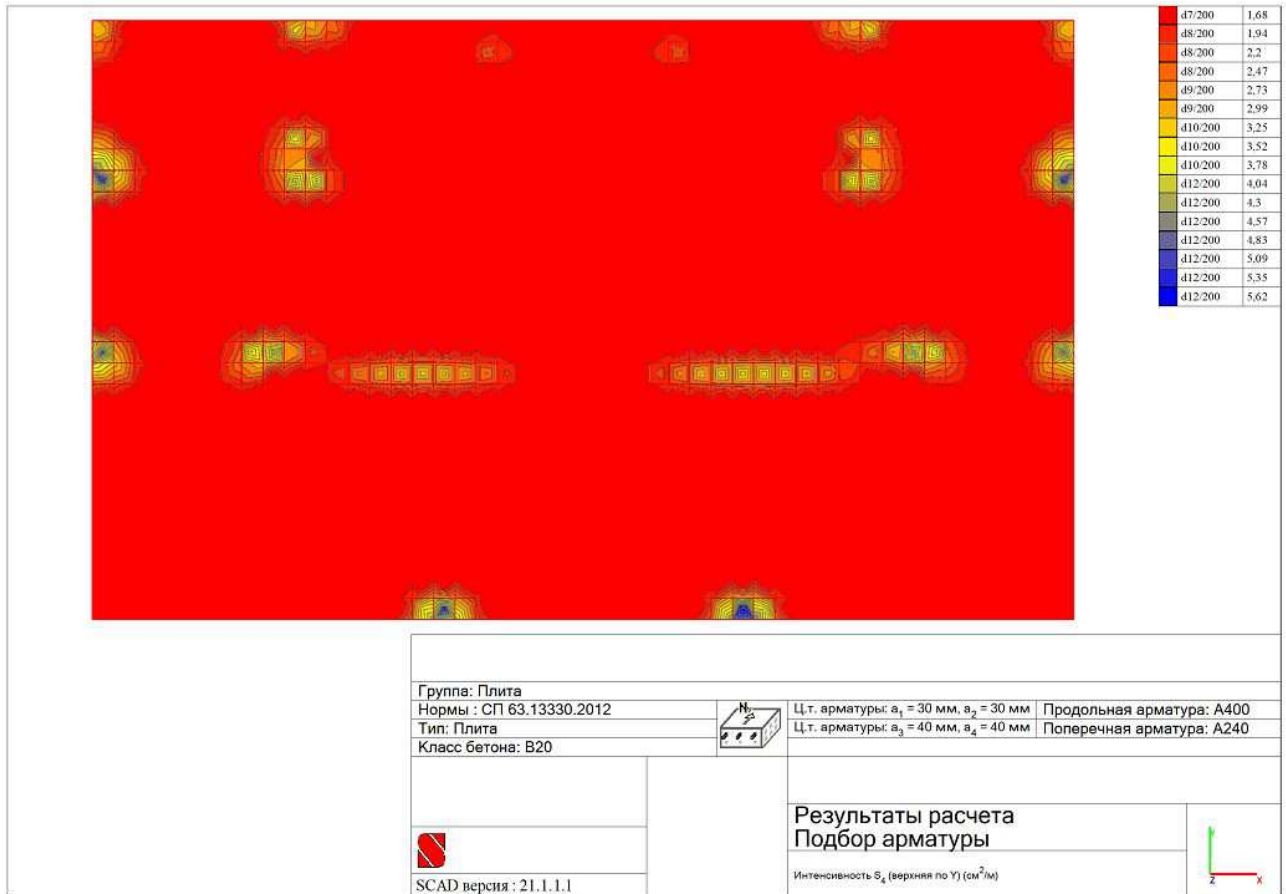 d7/200 1,68
d8/200 1,94
d8/200 2,2
d8/200 2,47
d9/200 2,73
d9/200 2,99
d10/200 3,25
d10/200 3,52
d10/200 3,78
d12/200 4,04
d12/200 4,3
d12/200 4,57
d12/200 4,83
d12/200 5,09
d12/200 5,35
d12/200 5,62
Группа: Плита
Нормы : СП 63.13330.2012
Тип: Плита
Класс бетона: В20
N
Ц.т. арматуры: a₁ = 30 мм, a₂ = 30 мм Продольная арматура: А400
Ц.т. арматуры: a₃ = 40 мм, a₄ = 40 мм Поперечная арматура: А240
Результаты расчета
Подбор арматуры
Интенсивность S₄ (верхняя по Y) (см²/м)
SCAD версия : 21.1.1.1
Y
Z X